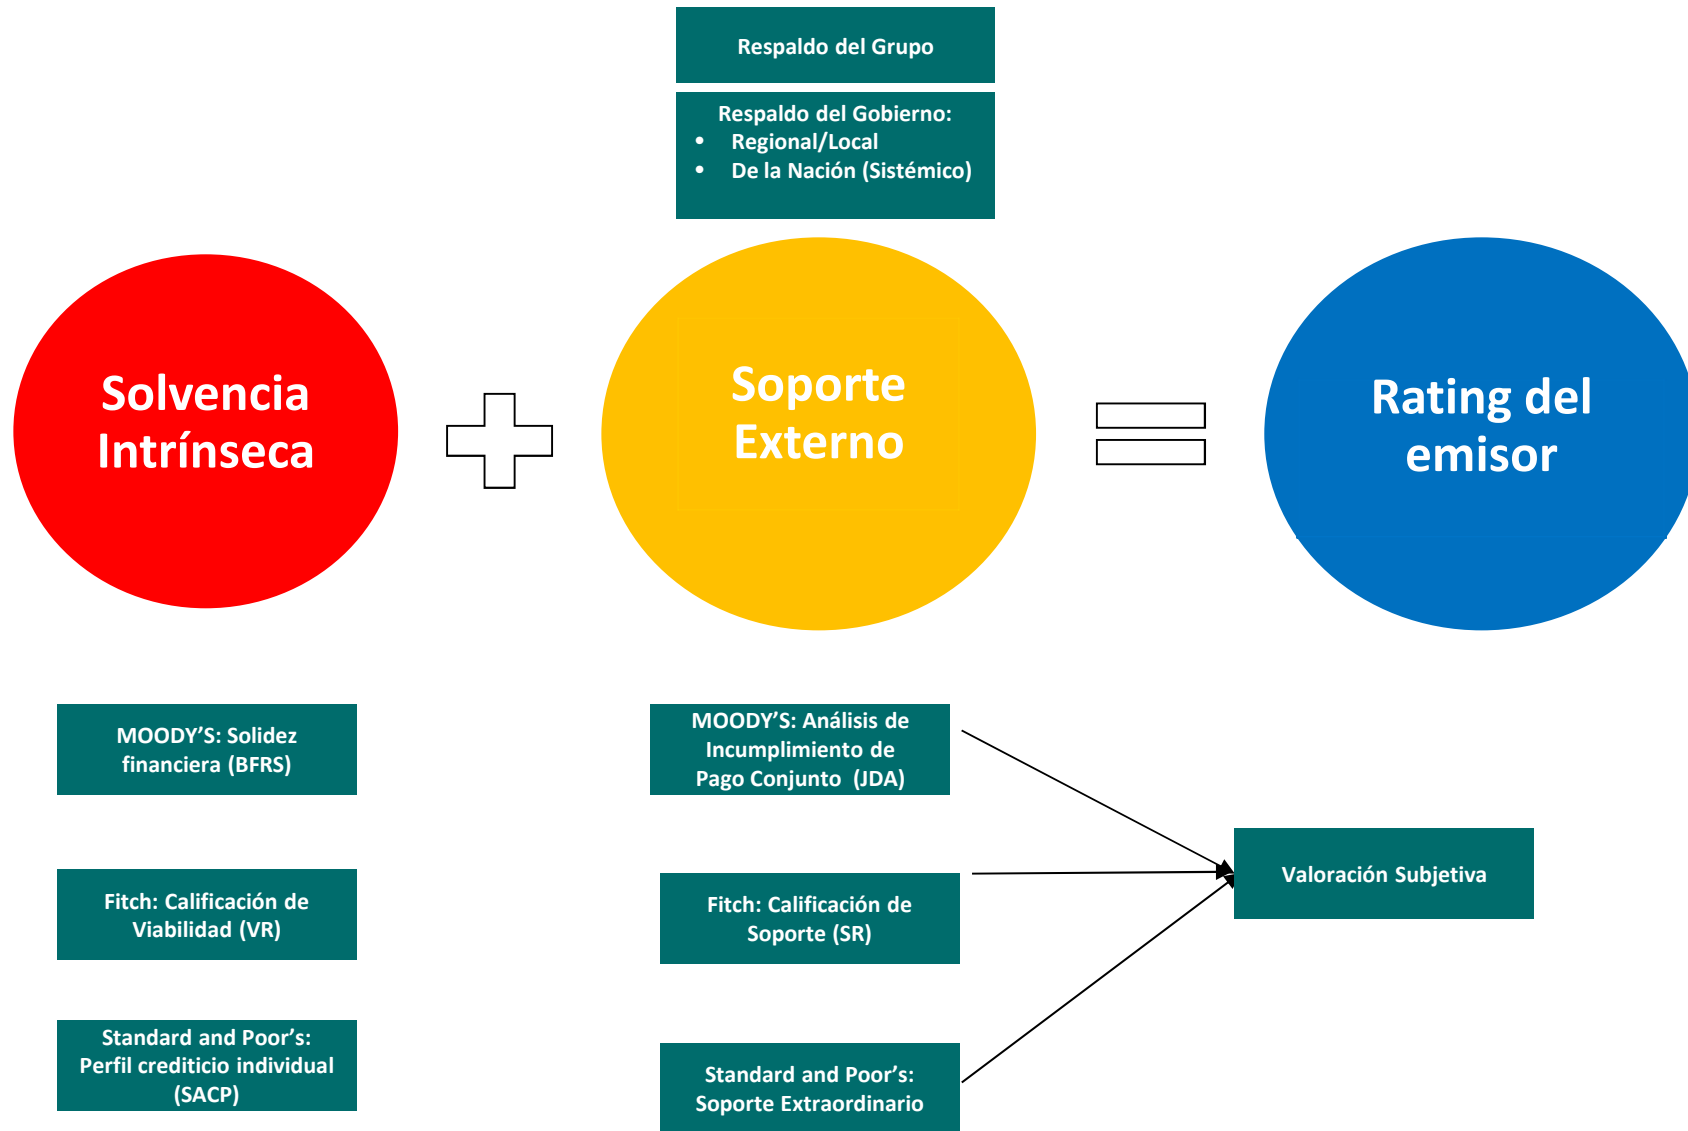 Respaldo del Grupo
Respaldo del Gobierno:
• Regional/Local
• De la Nación (Sistémico)
Solvencia
Intrínseca
Soporte
Externo
Rating del
emisor
MOODY’S: Solidez
financiera (BFRS)
MOODY’S: Análisis de
Incumplimiento de
Pago Conjunto (JDA)
Valoración Subjetiva
Fitch: Calificación de
Viabilidad (VR)
Fitch: Calificación de
Soporte (SR)
Standard and Poor’s:
Perfil crediticio individual
(SACP)
Standard and Poor’s:
Soporte Extraordinario